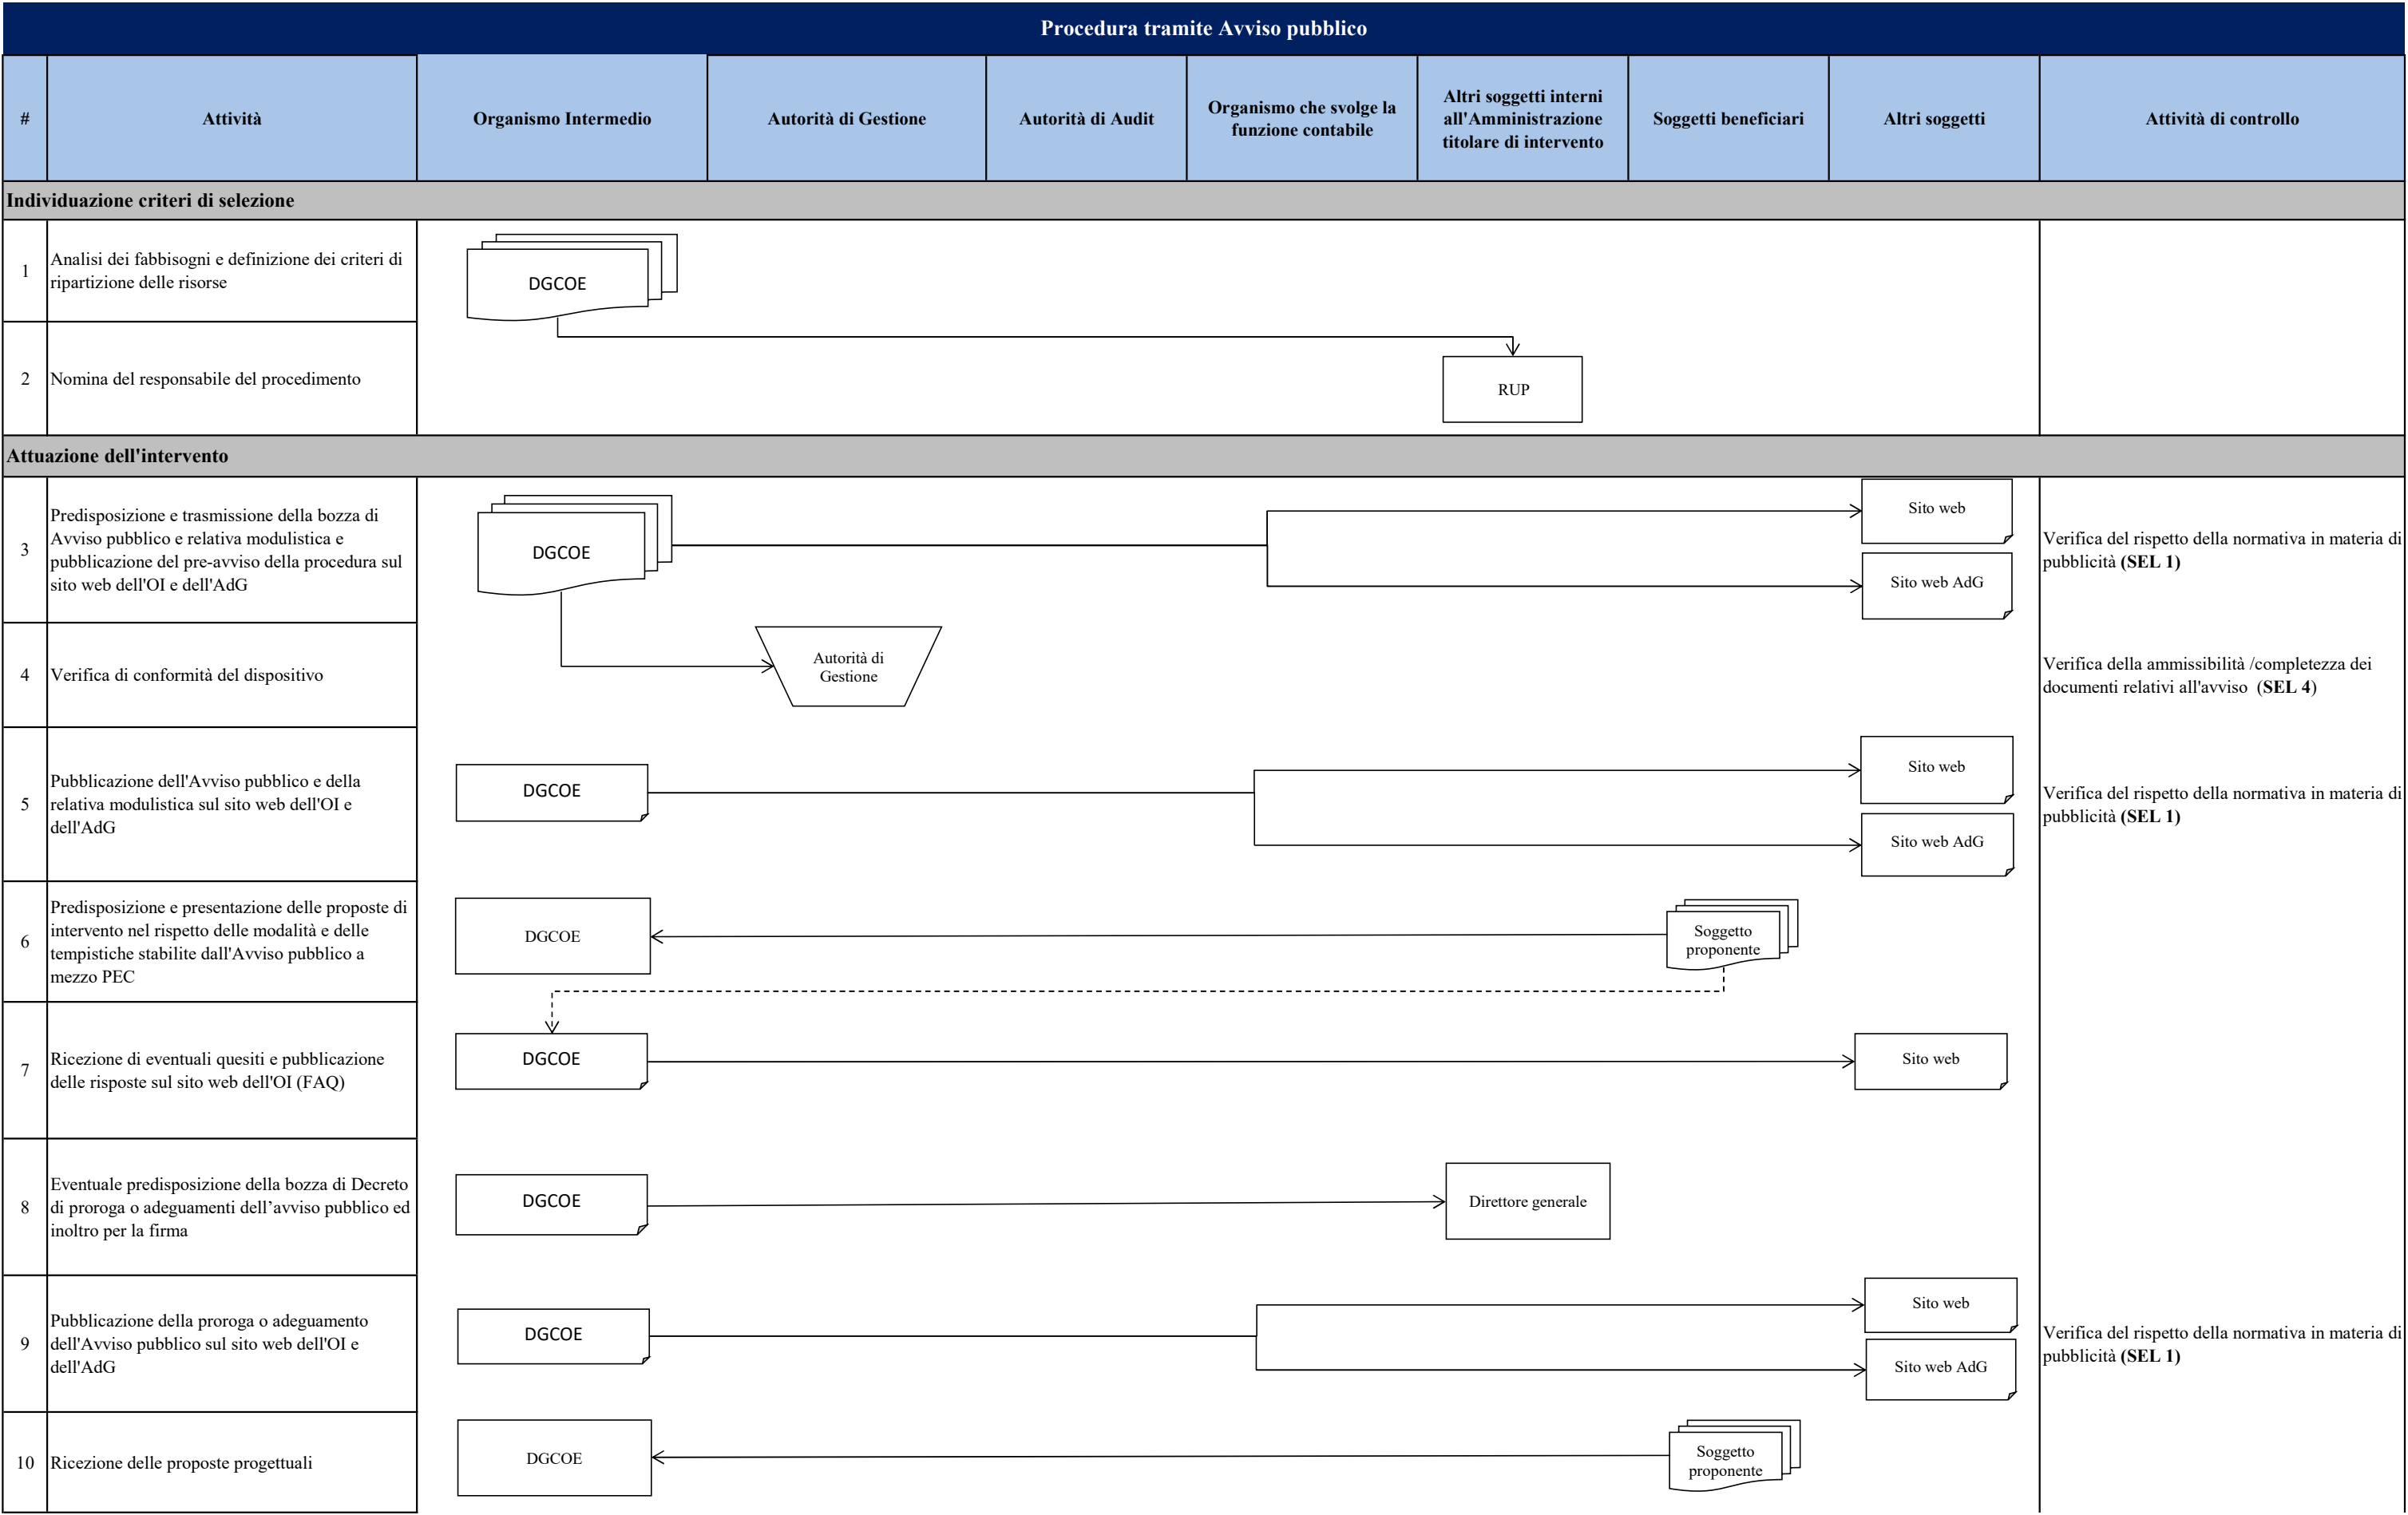 Procedura tramite Avviso pubblico
#
Attività
Organismo Intermedio
Autorità di Gestione
Autorità di Audit
Organismo che svolge la
funzione contabile
Altri soggetti interni
all'Amministrazione
titolare di intervento
Soggetti beneficiari
Altri soggetti
Attività di controllo
Individuazione criteri di selezione
1
Analisi dei fabbisogni e definizione dei criteri di
ripartizione delle risorse
DGCOE
2
Nomina del responsabile del procedimento
RUP
Attuazione dell'intervento
3
Predisposizione e trasmissione della bozza di
Avviso pubblico e relativa modulistica e
pubblicazione del pre-avviso della procedura sul
sito web dell'OI e dell'AdG
DGCOE
Sito web
Sito web AdG
Verifica del rispetto della normativa in materia di
pubblicità (SEL 1)
4
Verifica di conformità del dispositivo
Autorità di
Gestione
Verifica della ammissibilità /completezza dei
documenti relativi all'avviso (SEL 4)
5
Pubblicazione dell'Avviso pubblico e della
relativa modulistica sul sito web dell'OI e
dell'AdG
DGCOE
Sito web
Sito web AdG
Verifica del rispetto della normativa in materia di
pubblicità (SEL 1)
6
Predisposizione e presentazione delle proposte di
intervento nel rispetto delle modalità e delle
tempistiche stabilite dall'Avviso pubblico a
mezzo PEC
DGCOE
Soggetto
proponente
7
Ricezione di eventuali quesiti e pubblicazione
delle risposte sul sito web dell'OI (FAQ)
DGCOE
Sito web
8
Eventuale predisposizione della bozza di Decreto
di proroga o adeguamenti dell’avviso pubblico ed
inoltro per la firma
DGCOE
Direttore generale
9
Pubblicazione della proroga o adeguamento
dell'Avviso pubblico sul sito web dell'OI e
dell'AdG
DGCOE
Sito web
Sito web AdG
Verifica del rispetto della normativa in materia di
pubblicità (SEL 1)
10
Ricezione delle proposte progettuali
DGCOE
Soggetto
proponente